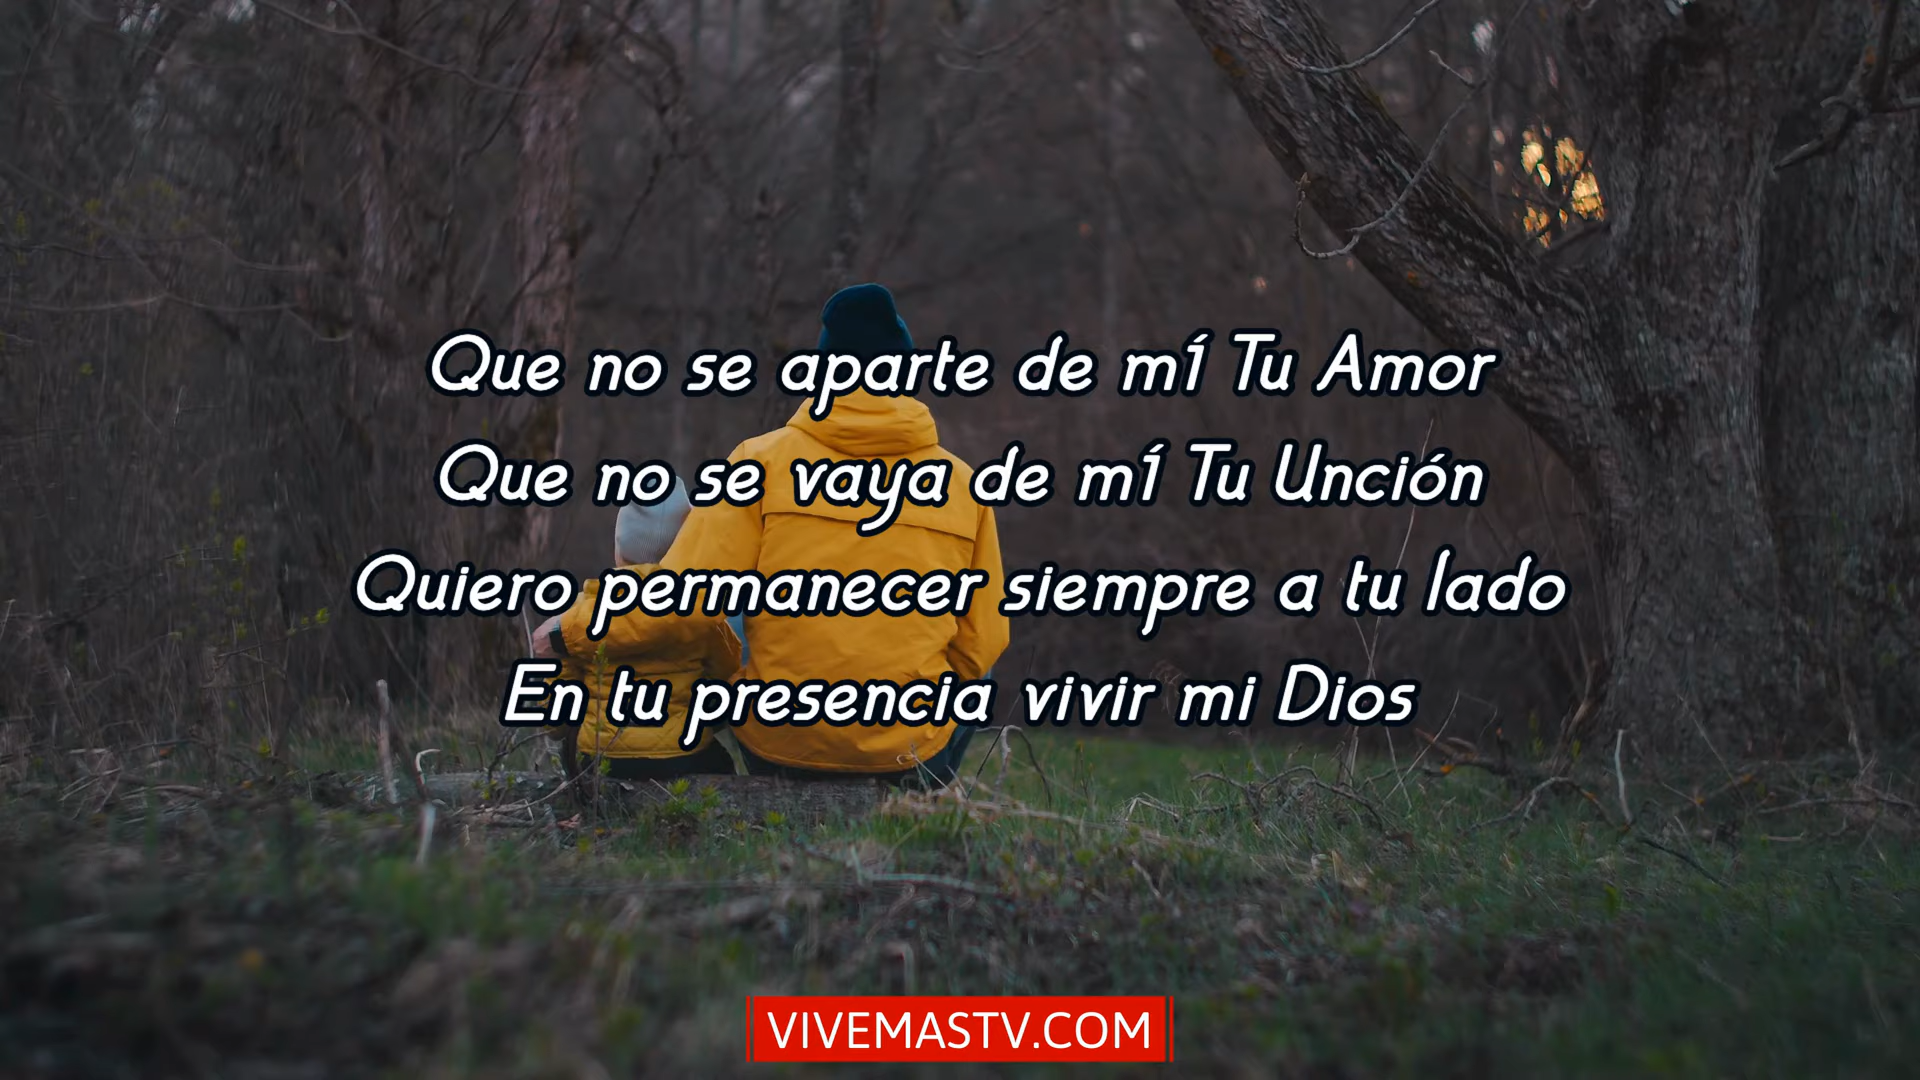 Que no se aparte de mí Tu Amor
Que no se vaya de mí Tu Unción
Quiero permanecer siempre a tu lado
En tu presencia vivir mi Dios
VIVEMASTV.COM